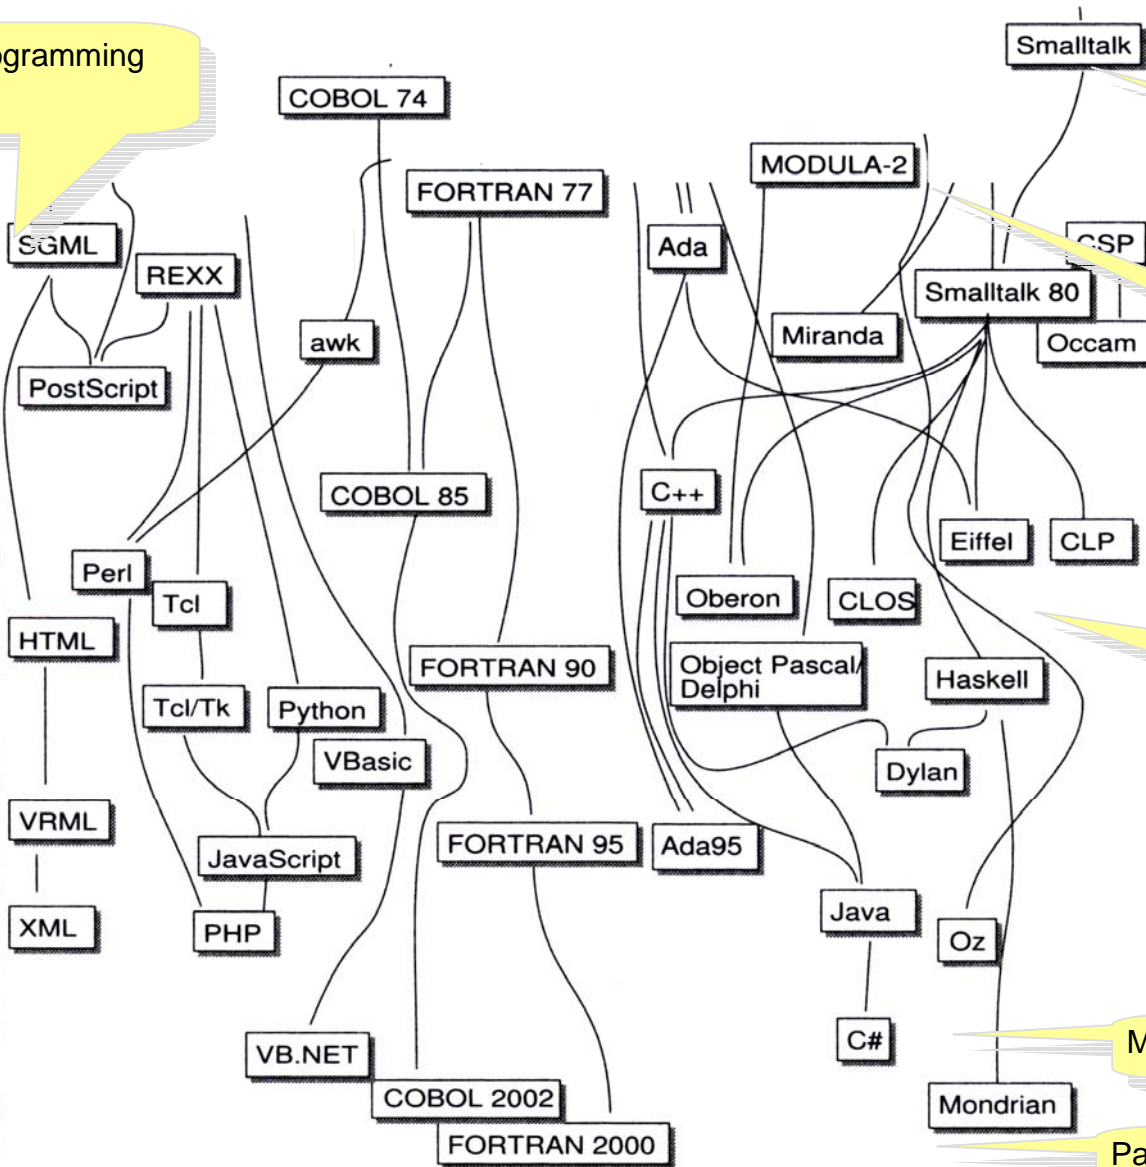 ogramming
Smalltalk
COBOL 74
MODULA-2
FORTRAN 77
SGML
REXX
Ada
CSP
Smalltalk 80
awk
Miranda
Occam
PostScript
COBOL 85
C++
Eiffel
CLP
Perl
Tcl
Oberon
CLOS
HTML
FORTRAN 90
Object Pascal/
Delphi
Haskell
Tcl/Tk
Python
VBasic
Dylan
VRML
JavaScript
FORTRAN 95
Ada95
Java
XML
PHP
Oz
VB.NET
C#
M
COBOL 2002
Mondrian
FORTRAN 2000
Pa